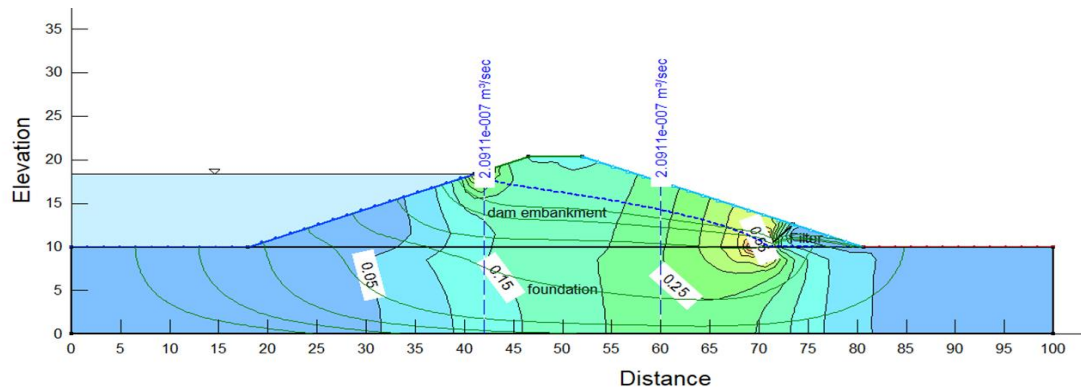 Elevation
35
30
25
20
15
10
5
0
2.0911e-007 m³/sec
2.0911e-007 m³/sec
dam embankment
Filter
foundation
0.05
0.15
0.25
0 5 10 15 20 25 30 35 40 45 50 55 60 65 70 75 80 85 90 95 100
Distance